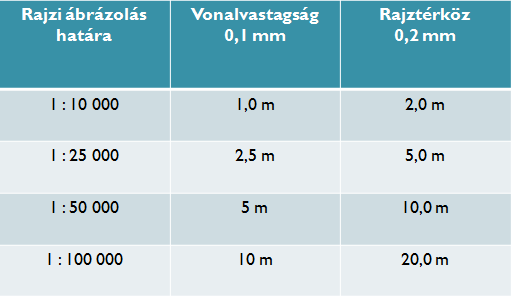 Rajzi ábrázolás határa
Vonalvastagság 0,1 mm
Rajztérköz 0,2 mm
1 : 10 000 1,0 m 2,0 m
1 : 25 000 2,5 m 5,0 m
1 : 50 000 5 m 10,0 m
1 : 100 000 10 m 20,0 m